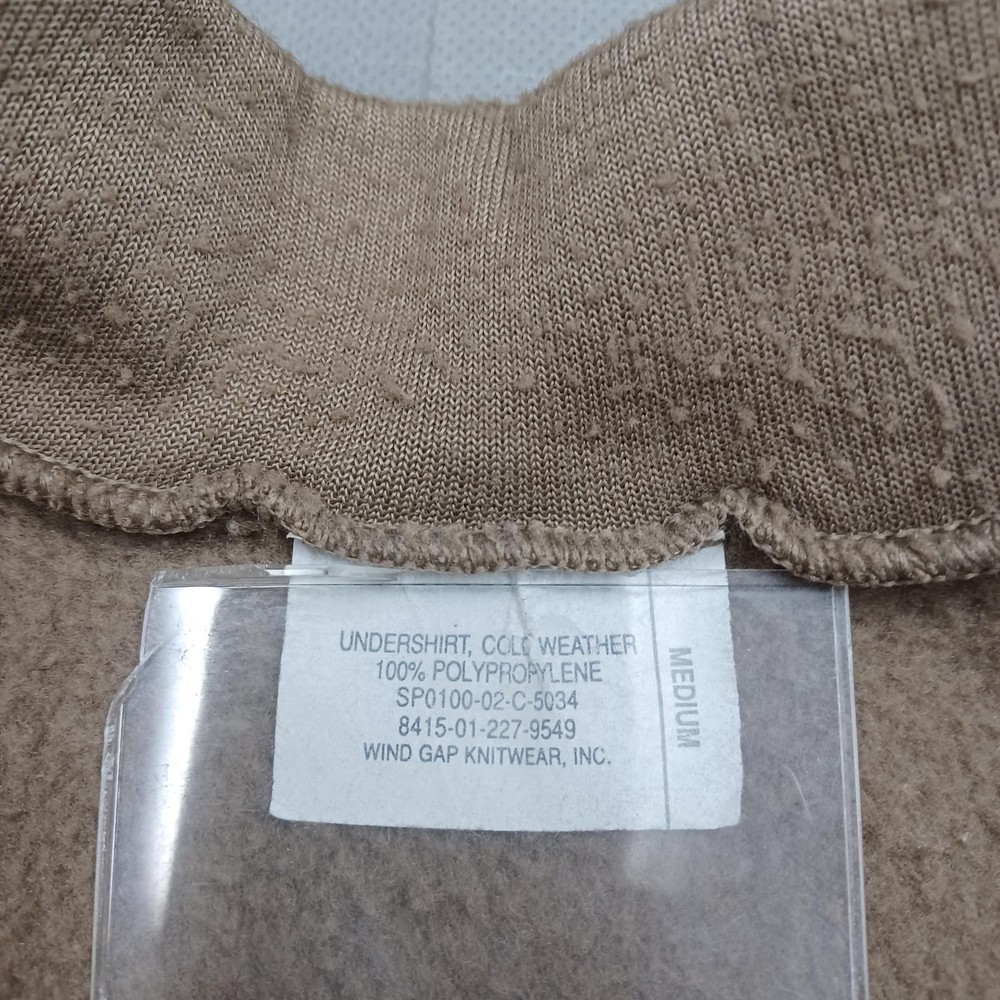 UNDERSHIRT, COLD WEATHER
100% POLYPROPYLENE
SP0100-02-C-5034
8415-01-227-9549
WIND GAP KNITWEAR, INC.
MEDIUM